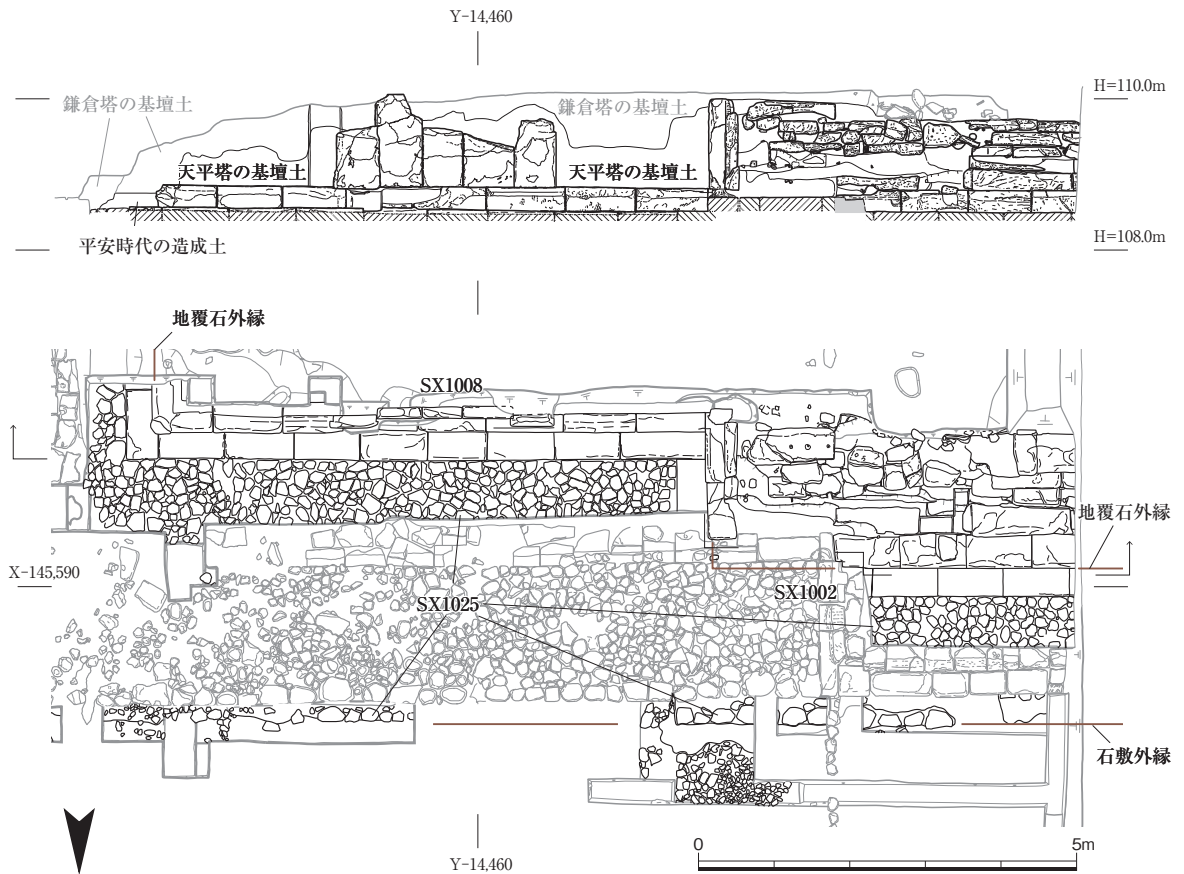 Y-14,460
H=110.0m
鎌倉塔の基壇土
鎌倉塔の基壇土
天平塔の基壇土
天平塔の基壇土
平安時代の造成土
H=108.0m
地覆石外縁
SX1008
地覆石外縁
X-145,590
SX1002
SX1025
石敷外縁
Y-14,460
0
5m